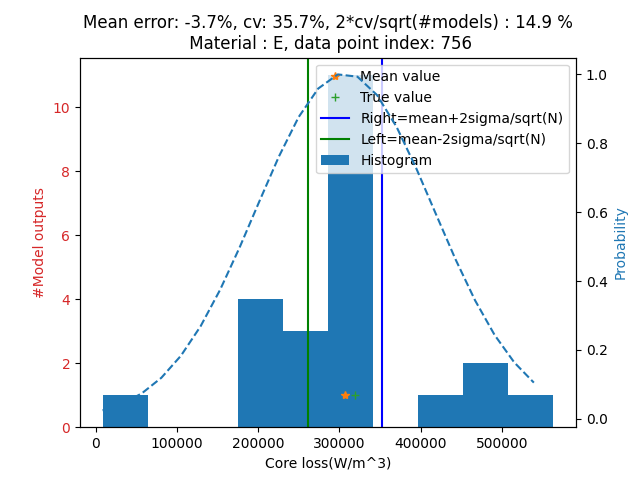 Mean error: -3.7%, cv: 35.7%, 2*cv/sqrt(#models) : 14.9 %
Material : E, data point index: 756
Mean value
True value
Right=mean+2sigma/sqrt(N)
Left=mean-2sigma/sqrt(N)
Histogram
#Model outputs
0
2
4
6
8
10
Probability
0.0
0.2
0.4
0.6
0.8
1.0
0
100000
200000
300000
400000
500000
Core loss(W/m^3)